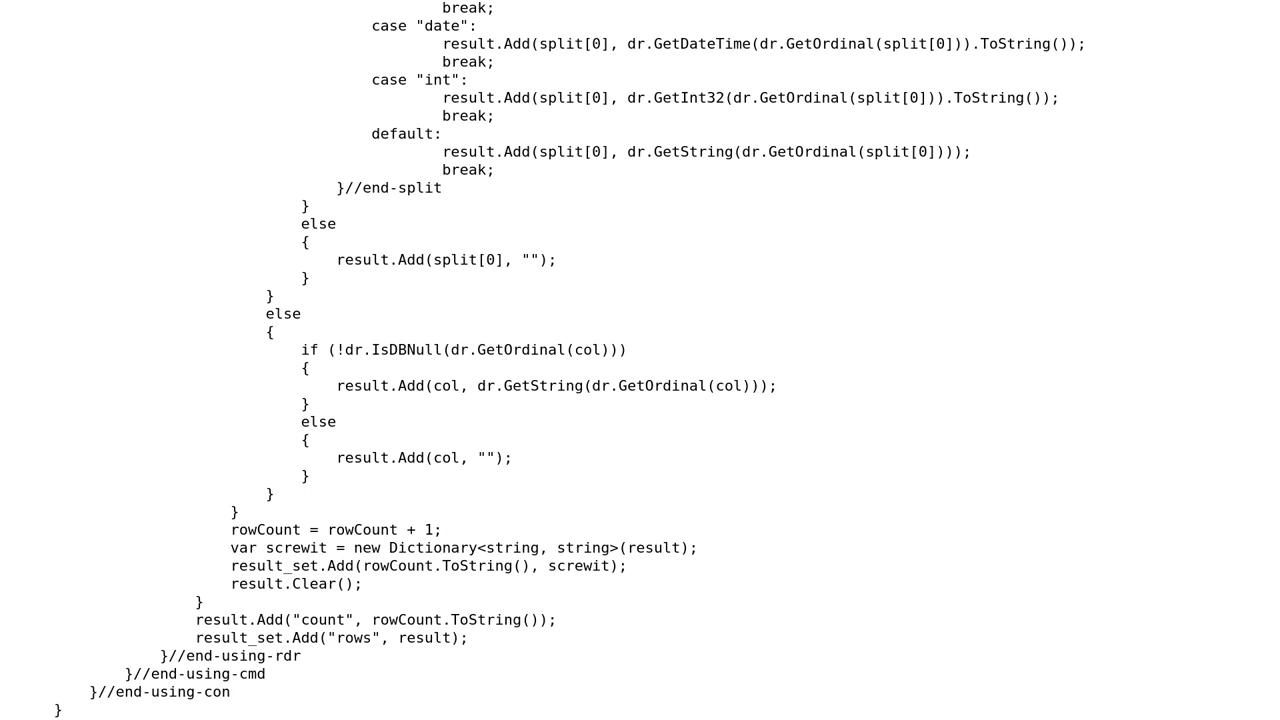 break;
case "date":
result.Add(split[0], dr.GetDateTime(dr.GetOrdinal(split[0])).ToString());
break;
case "int":
result.Add(split[0], dr.GetInt32(dr.GetOrdinal(split[0])).ToString());
break;
default:
result.Add(split[0], dr.GetString(dr.GetOrdinal(split[0])));
break;
}//end-split
}
else
{
result.Add(split[0], "");
}
}
else
{
if (!dr.IsDBNull(dr.GetOrdinal(col)))
{
result.Add(col, dr.GetString(dr.GetOrdinal(col)));
}
else
{
result.Add(col, "");
}
}
}
rowCount = rowCount + 1;
var screwit = new Dictionary<string, string>(result);
result_set.Add(rowCount.ToString(), screwit);
result.Clear();
}
result.Add("count", rowCount.ToString());
result_set.Add("rows", result);
}//end-using-rdr
}//end-using-cmd
}//end-using-con
}